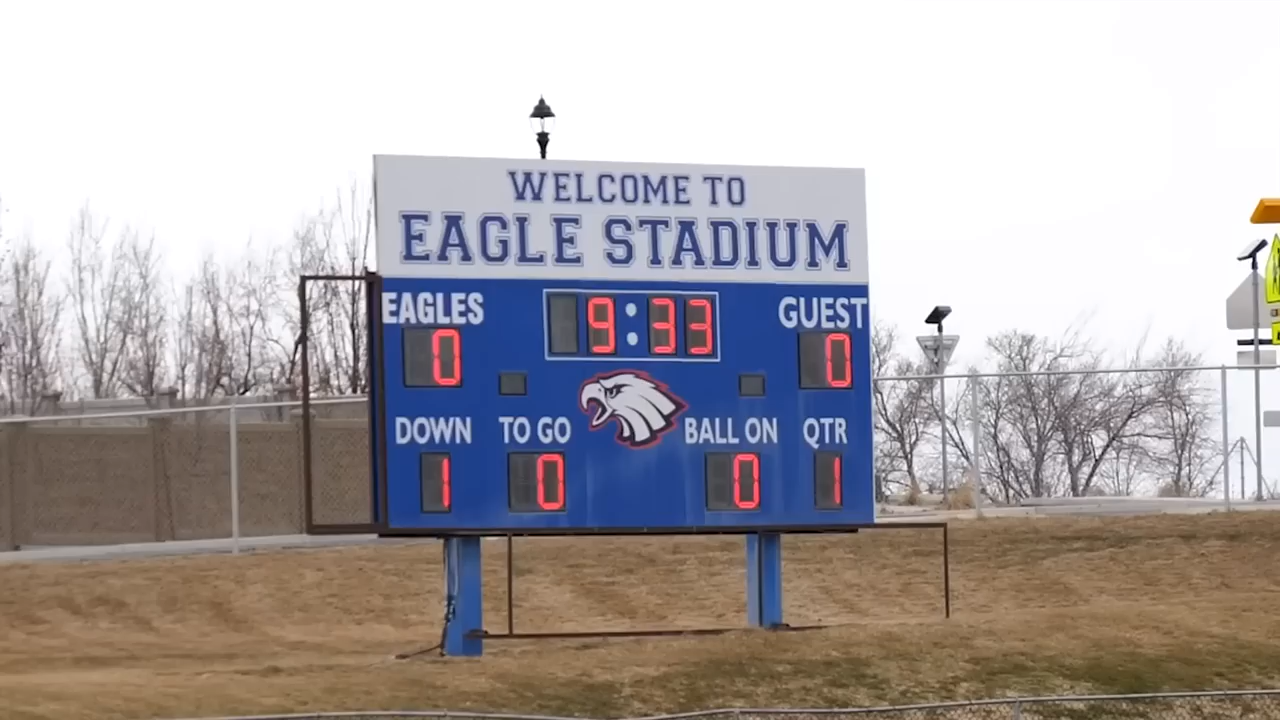 WELCOME TO
EAGLE STADIUM
EAGLES 9:33 GUEST
0 0
DOWN TO GO BALL ON QTR
1 0 0 1